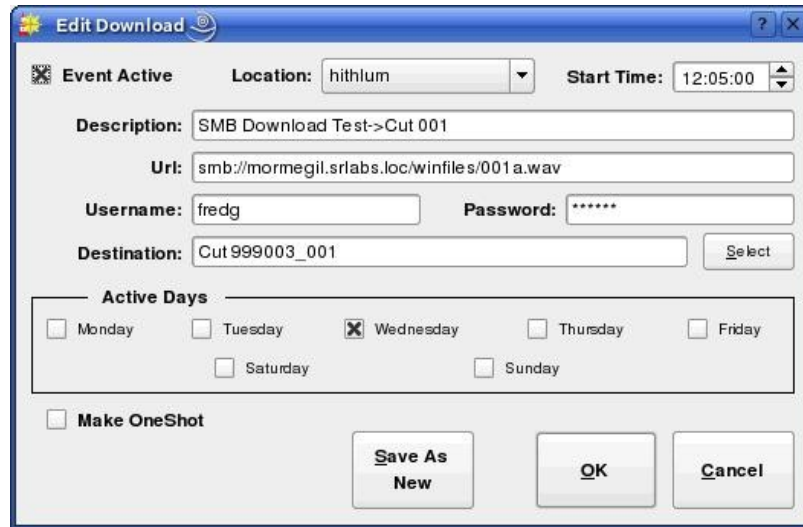 Edit Download
Event Active Location: hithlum Start Time: 12:05:00
Description: SMB Download Test->Cut 001
Url: smb://mormegil.srlabs.loc/winfiles/001a.wav
Username: fredg Password: ******
Destination: Cut 999003_001 Select
Active Days
Monday Tuesday Wednesday Thursday Friday
Saturday Sunday
Make OneShot
Save As New OK Cancel